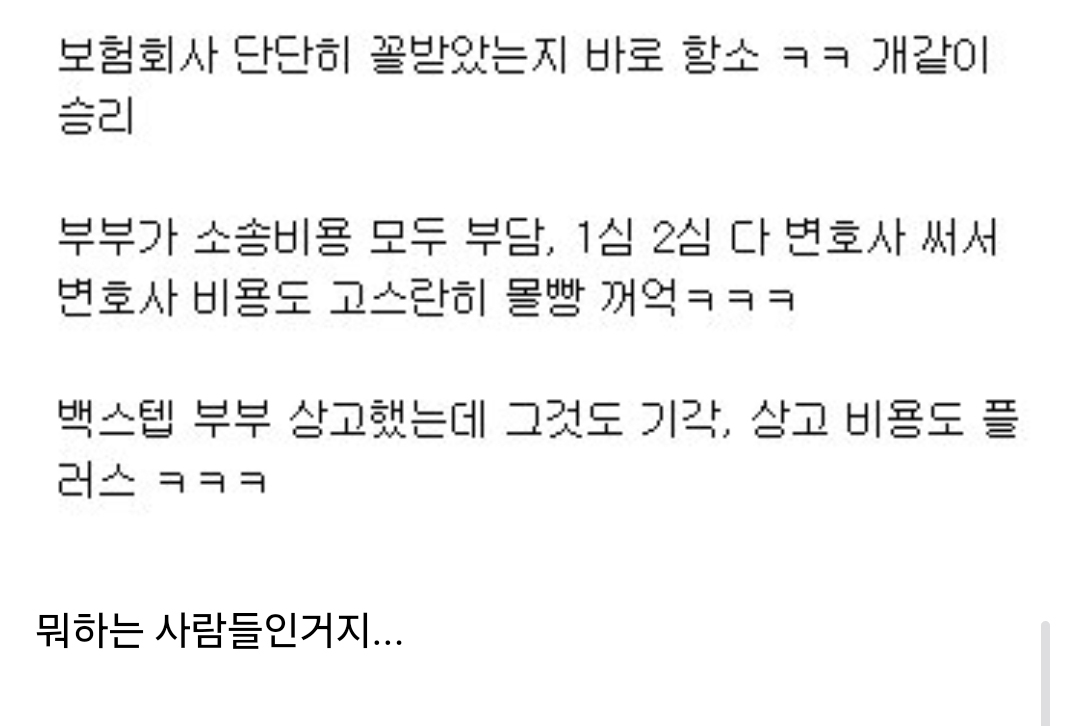 보험회사 단단히 꼴받았는지 바로 항소 ㅋㅋ 개같이
승리
부부가 소송비용 모두 부담, 1심 2심 다 변호사 써서
변호사 비용도 고스란히 몰빵 꺼억ㅋㅋㅋ
백스텝 부부 상고했는데 그것도 기각, 상고 비용도 플
러스 ㅋㅋㅋ
뭐하는 사람들인거지...